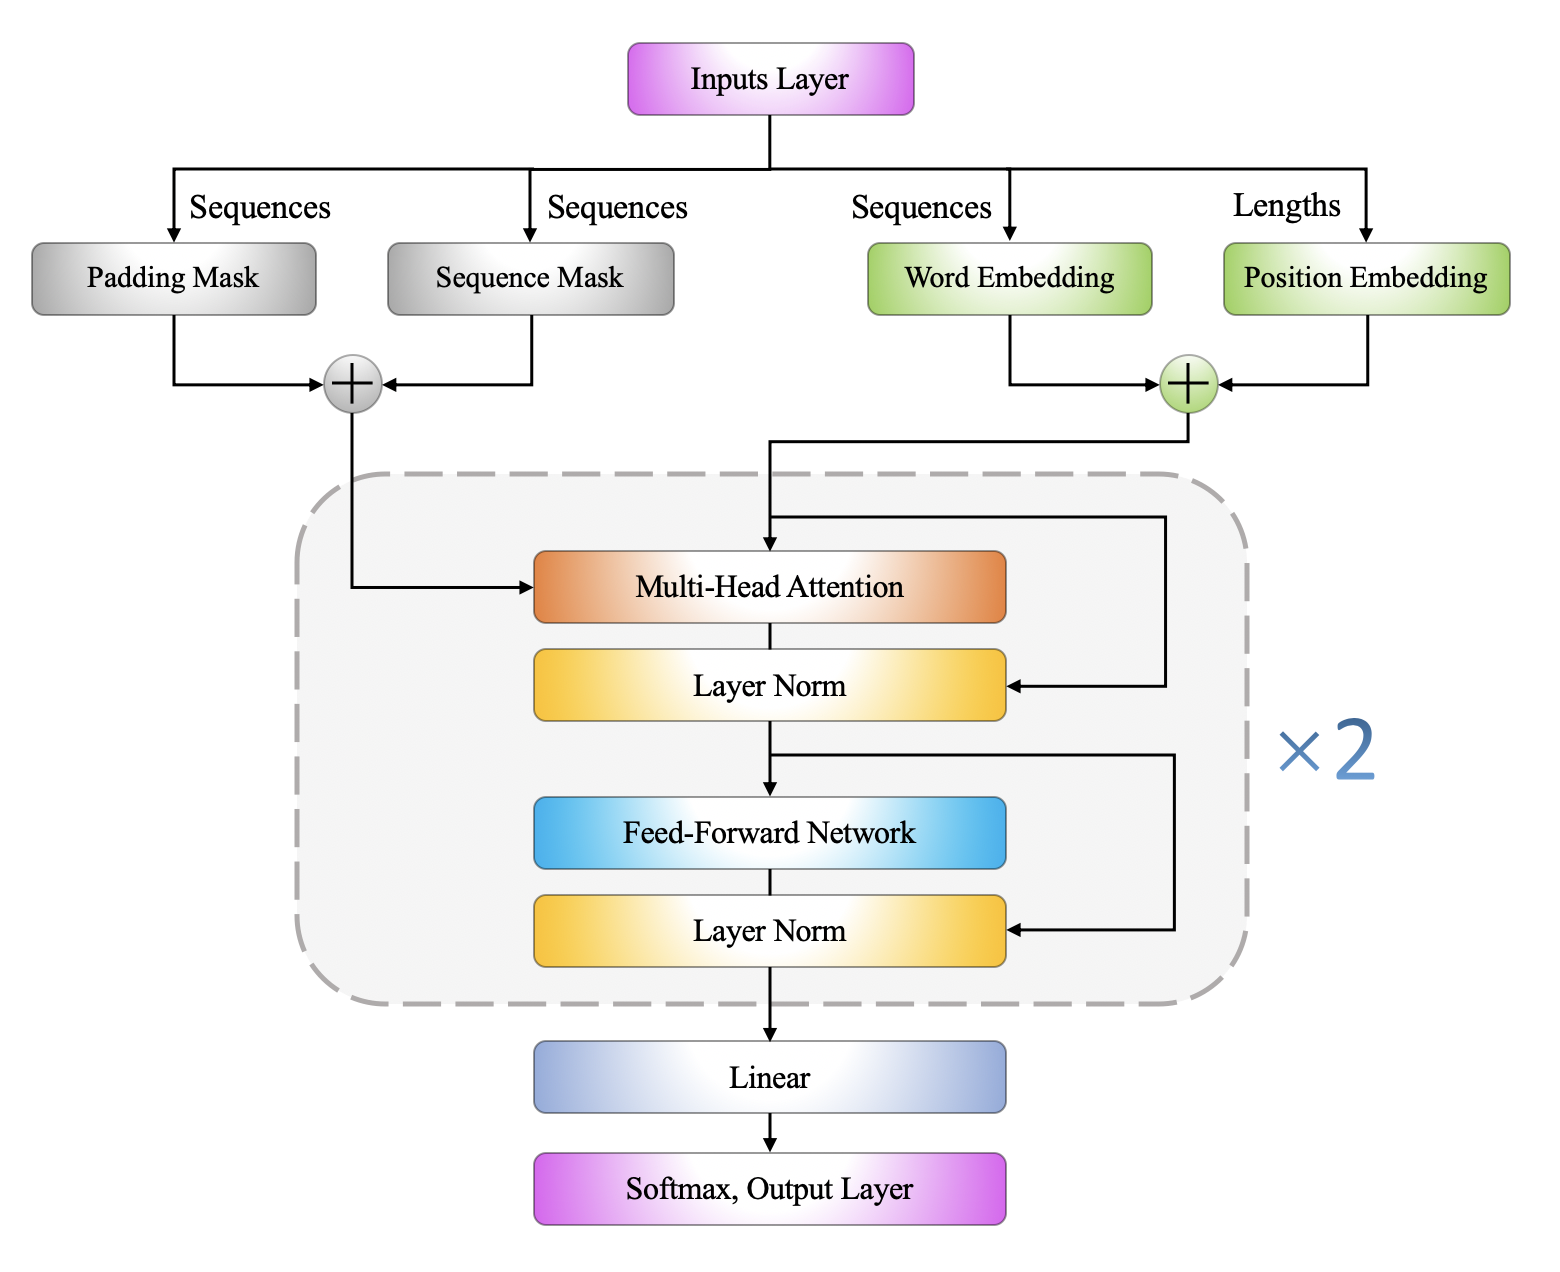 Inputs Layer
Sequences
Sequences
Sequences
Lengths
Padding Mask
Sequence Mask
Word Embedding
Position Embedding
Multi-Head Attention
Layer Norm
×2
Feed-Forward Network
Layer Norm
Linear
Softmax, Output Layer